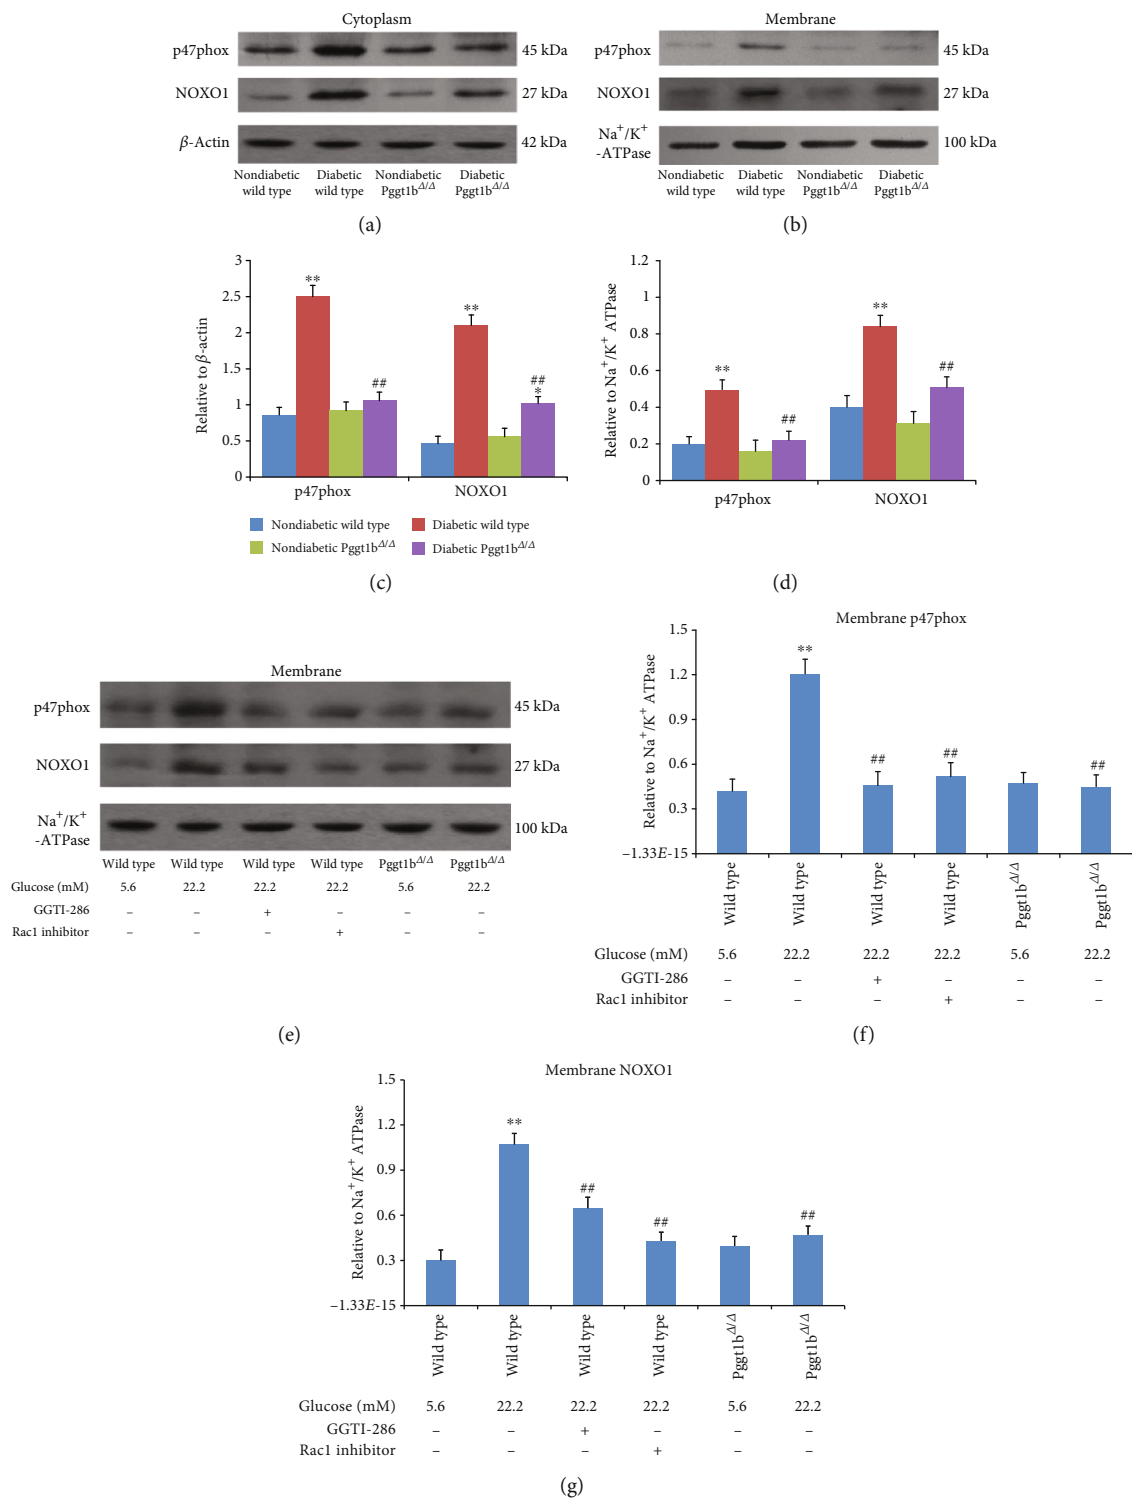 Cytoplasm
p47phox 45 kDa
NOXO1 27 kDa
β-Actin 42 kDa
Nondiabetic Diabetic Nondiabetic Diabetic
wild type wild type Pggt1bΔ/Δ Pggt1bΔ/Δ
(a)
Membrane
p47phox 45 kDa
NOXO1 27 kDa
Na+/K+
-ATPase 100 kDa
Nondiabetic Diabetic Nondiabetic Diabetic
wild type wild type Pggt1bΔ/Δ Pggt1bΔ/Δ
(b)
Relative to β-actin
3
2.5
2
1.5
1
0.5
0
** ## ** ## *
p47phox NOXO1
Nondiabetic wild type Diabetic wild type
Nondiabetic Pggt1bΔ/Δ Diabetic Pggt1bΔ/Δ
(c)
Relative to Na+/K+ ATPase
1.2
1
0.8
0.6
0.4
0.2
0
** ## ** ##
p47phox NOXO1
(d)
Membrane
p47phox 45 kDa
NOXO1 27 kDa
Na+/K+
-ATPase 100 kDa
Wild type Wild type Wild type Wild type Pggt1bΔ/Δ Pggt1bΔ/Δ
Glucose (mM) 5.6 22.2 22.2 22.2 5.6 22.2
GGTI-286 – – + – – –
Rac1 inhibitor – – – + – –
(e)
Membrane p47phox
Relative to Na+/K+ ATPase
1.5
1.2
0.9
0.6
0.3
–1.33E-15
** ## ## ##
Wild type Wild type Wild type Wild type Pggt1bΔ/Δ Pggt1bΔ/Δ
Glucose (mM) 5.6 22.2 22.2 22.2 5.6 22.2
GGTI-286 – – + – – –
Rac1 inhibitor – – – + – –
(f)
Membrane NOXO1
Relative to Na+/K+ ATPase
1.5
1.2
0.9
0.6
0.3
–1.33E-15
** ## ## ##
Wild type Wild type Wild type Wild type Pggt1bΔ/Δ Pggt1bΔ/Δ
Glucose (mM) 5.6 22.2 22.2 22.2 5.6 22.2
GGTI-286 – – + – – –
Rac1 inhibitor – – – + – –
(g)